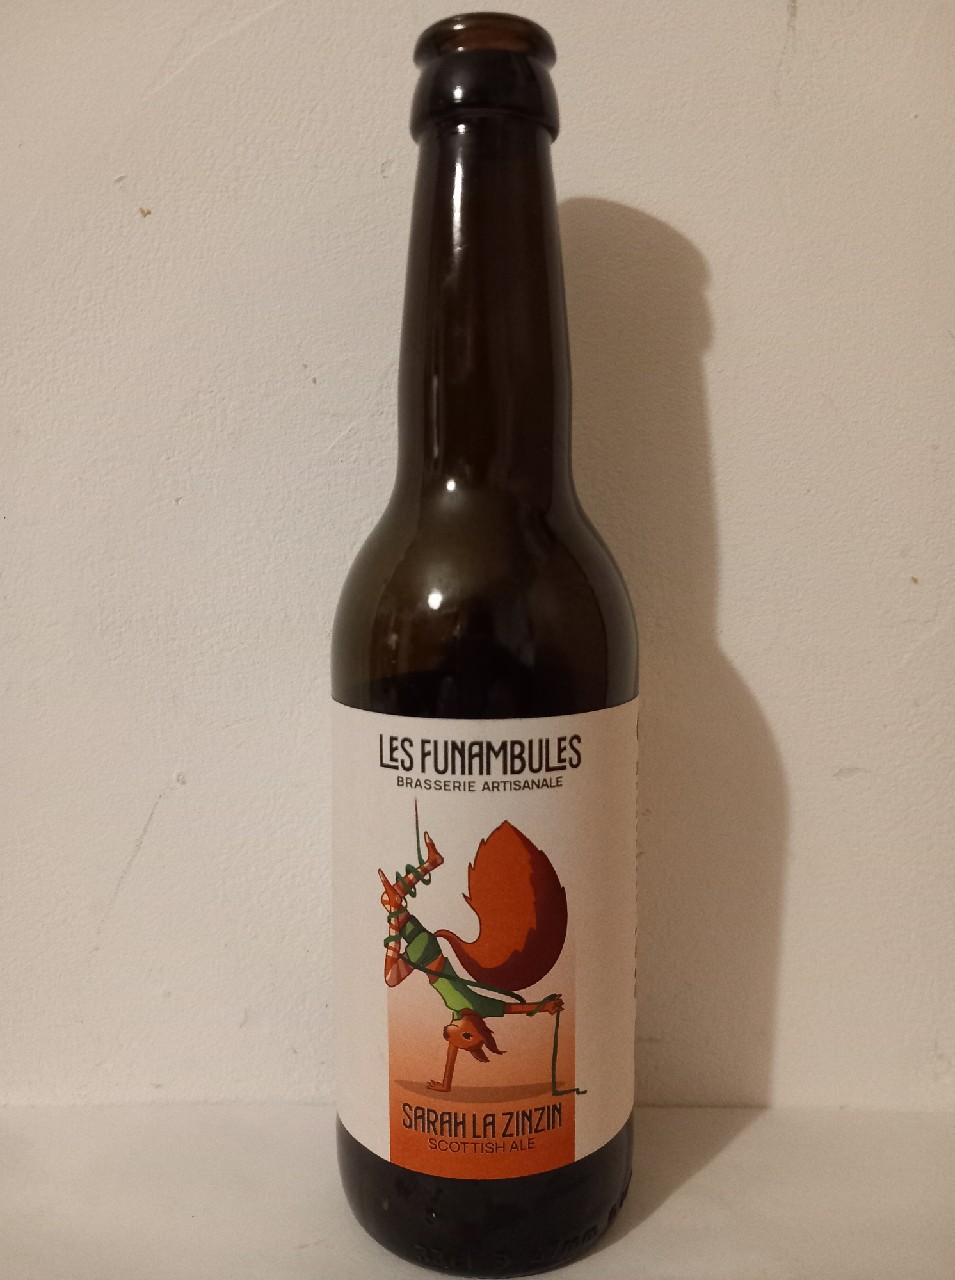 LES FUNAMBULES
BRASSERIE ARTISANALE
SARAH LA ZINZIN
SCOTTISH ALE